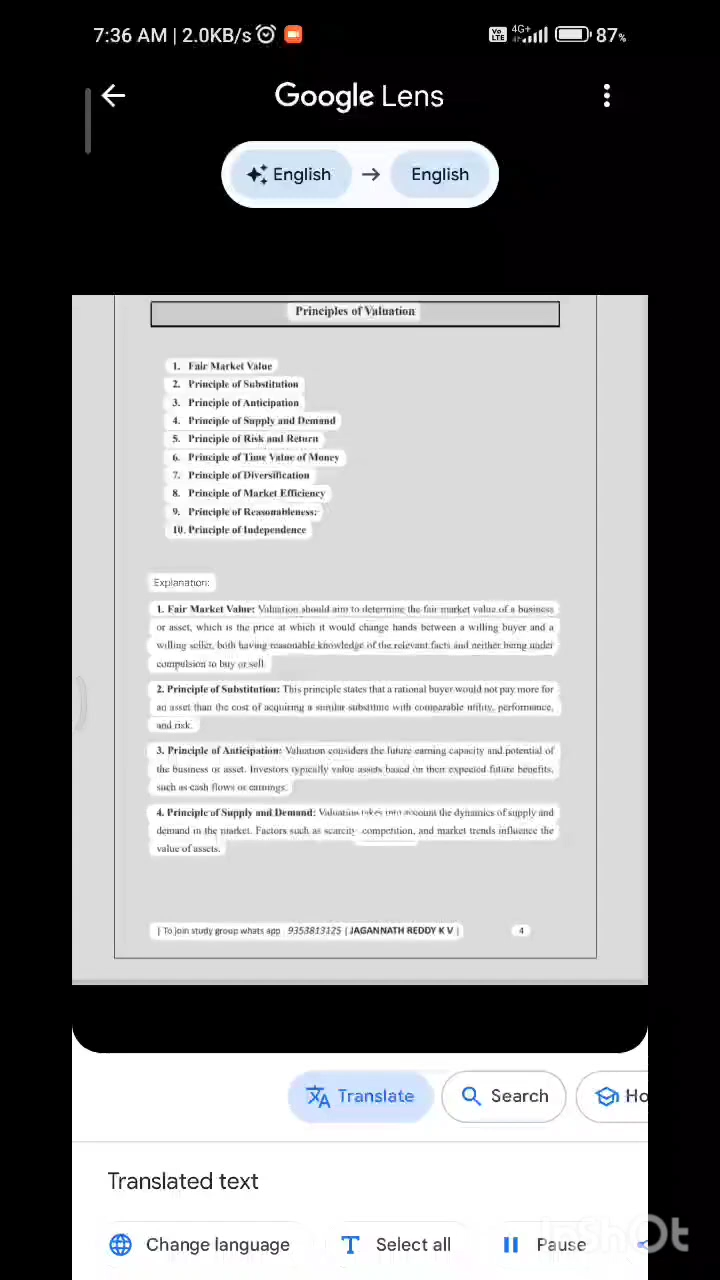 7:36 AM | 2.0KB/s
Vo LTE 4G+ 87%
Google Lens
English → English
Principles of Valuation
1. Fair Market Value
2. Principle of Substitution
3. Principle of Anticipation
4. Principle of Supply and Demand
5. Principle of Risk and Return
6. Principle of Time Value of Money
7. Principle of Diversification
8. Principle of Market Efficiency
9. Principle of Reasonableness:
10. Principle of Independence
Explanation:
1. Fair Market Value: Valuation should aim to determine the fair market value of a business
or asset, which is the price at which it would change hands between a willing buyer and a
willing seller, both having reasonable knowledge of the relevant facts and neither being under
compulsion to buy or sell.
2. Principle of Substitution: This principle states that a rational buyer would not pay more for
an asset than the cost of acquiring a similar substitute with comparable utility, performance,
and risk.
3. Principle of Anticipation: Valuation considers the future earning capacity and potential of
the business or asset. Investors typically value assets based on their expected future benefits,
such as cash flows or earnings.
4. Principle of Supply and Demand: Valuation takes into account the dynamics of supply and
demand in the market. Factors such as scarcity competition, and market trends influence the
value of assets.
| To join study group whats app 9353813125 | JAGANNATH REDDY K V | 4
Translate Search Ho
Translated text
Change language Select all Pause
InShOt